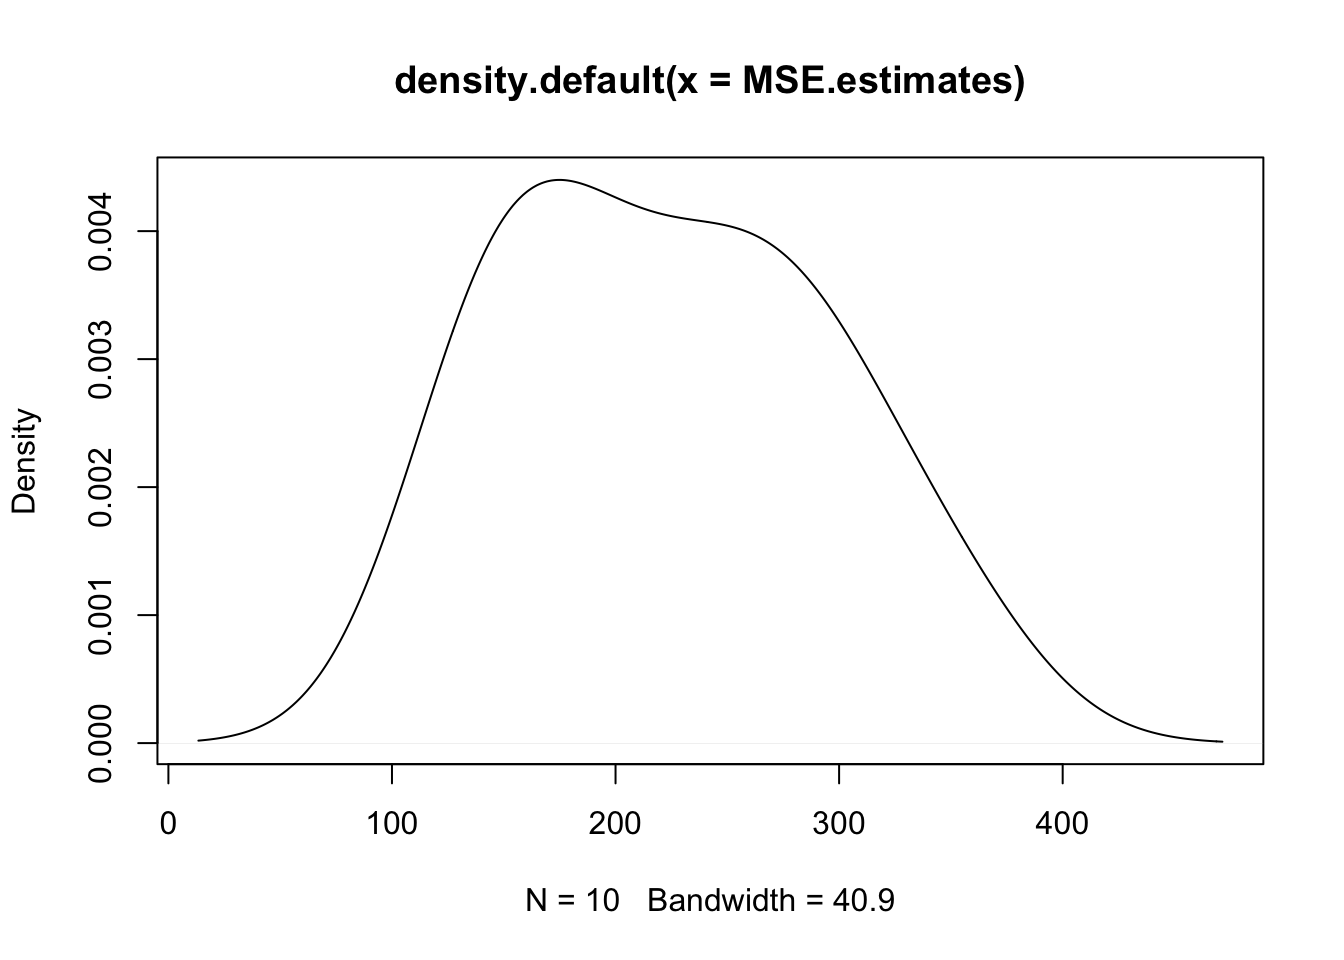 density.default(x = MSE.estimates)
Density
0.004
0.003
0.002
0.001
0.000
0 100 200 300 400
N = 10 Bandwidth = 40.9